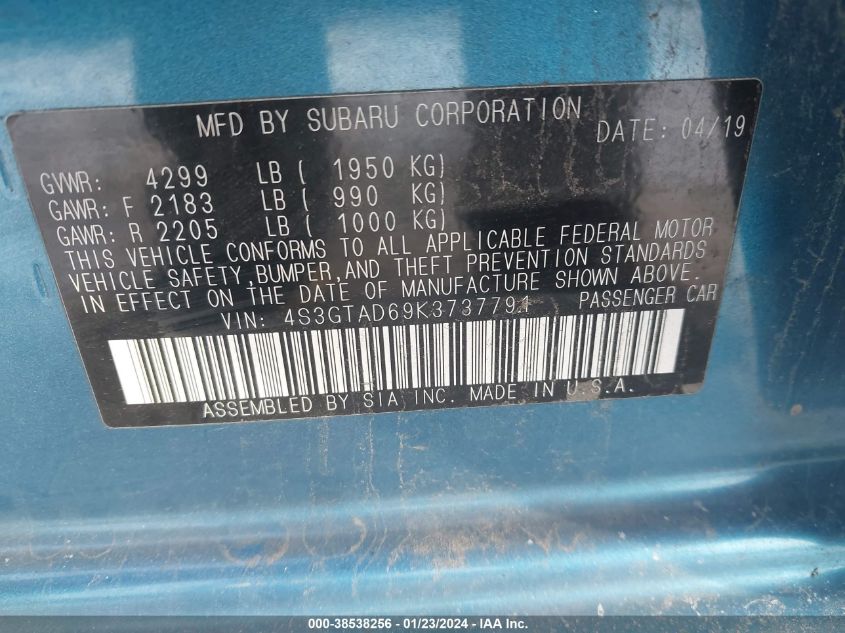 MFD BY SUBARU CORPORATION DATE: 04/19
GVWR: 4299 LB ( 1950 KG)
GAWR: F 2183 LB ( 990 KG)
GAWR: R 2205 LB ( 1000 KG)
THIS VEHICLE CONFORMS TO ALL APPLICABLE FEDERAL MOTOR
VEHICLE SAFETY,BUMPER,AND THEFT PREVENTION STANDARDS
IN EFFECT ON THE DATE OF MANUFACTURE SHOWN ABOVE.
VIN: 4S3GTAD69K3737791 PASSENGER CAR
ASSEMBLED BY SIA INC. MADE IN U.S.A.
000-38538256 / 01/23/2024 / IAA Inc.